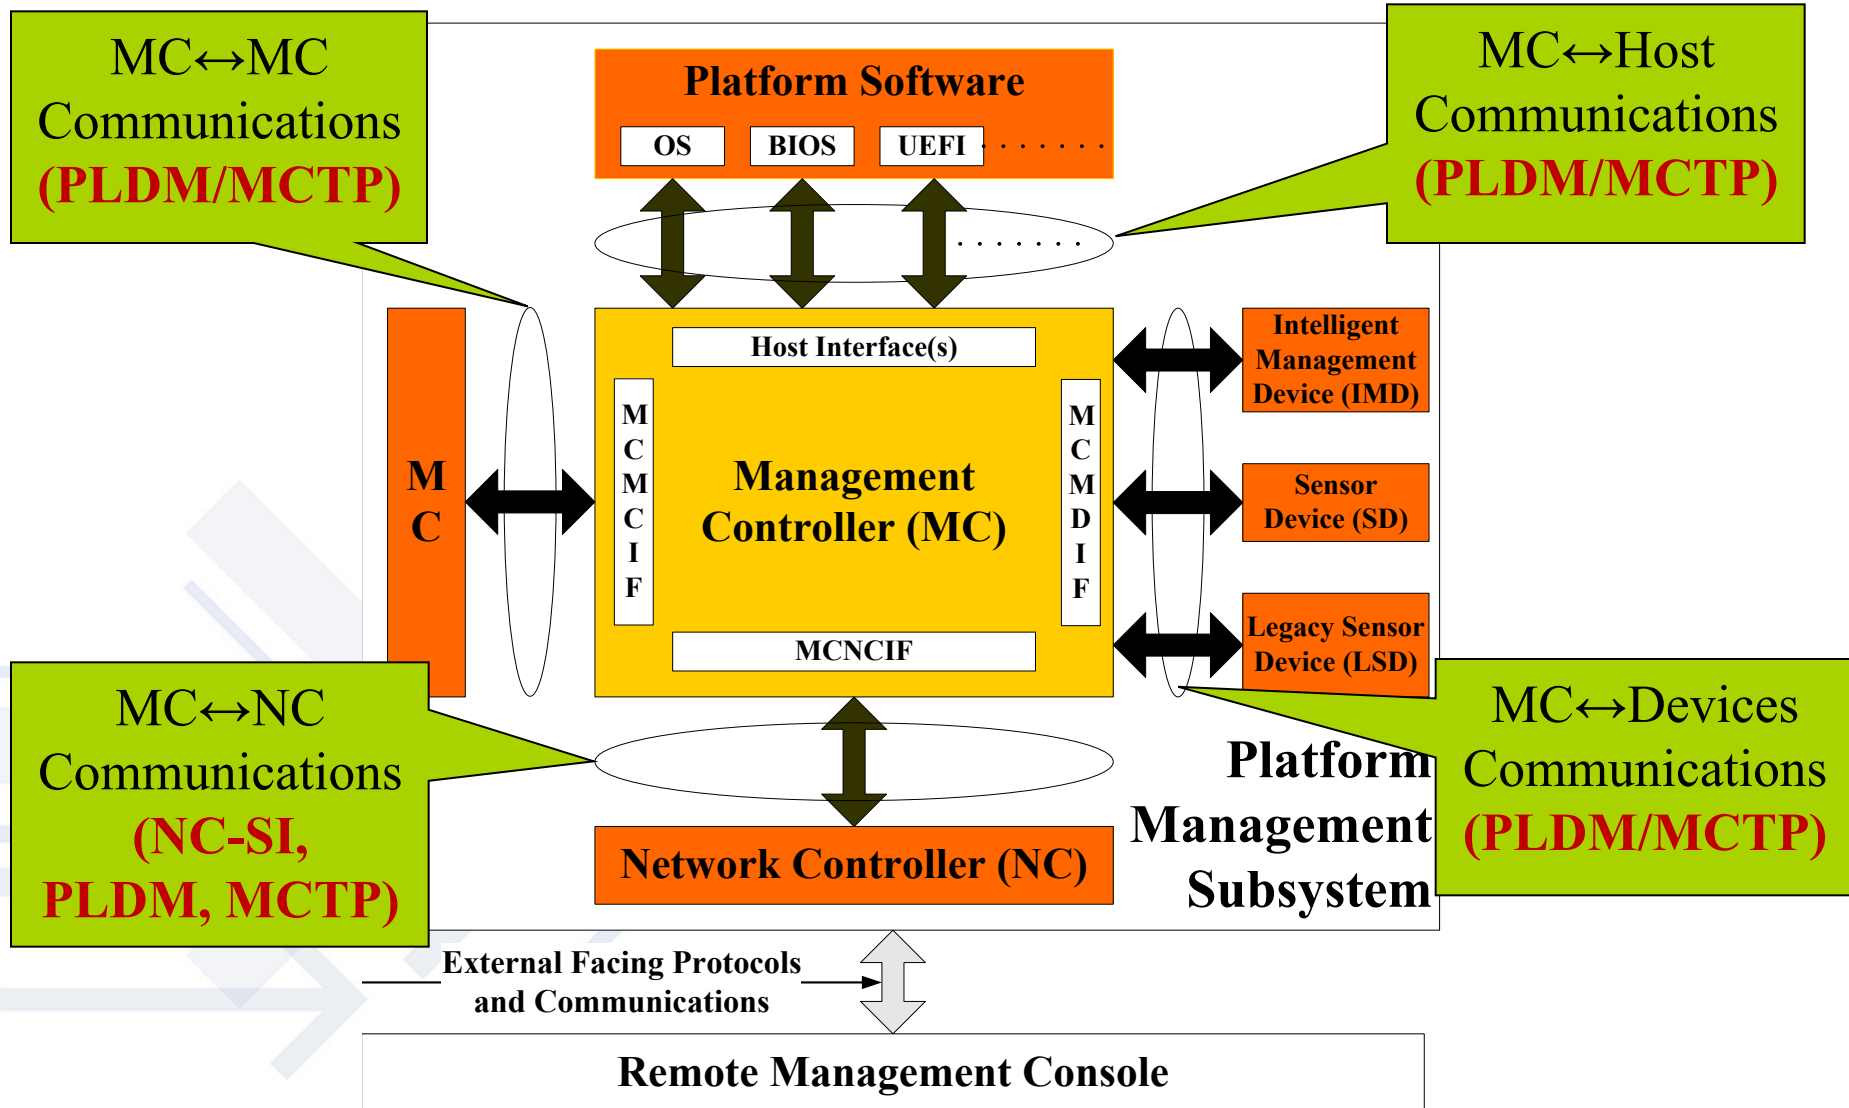 MC↔MC
Communications
(PLDM/MCTP)
Platform Software
OS
BIOS
UEFI . . . . . . .
MC↔Host
Communications
(PLDM/MCTP)
. . . . . . .
M
C
Host Interface(s)
M
C
M
C
I
F
Management
Controller (MC)
M
C
M
D
I
F
MCNCIF
Intelligent
Management
Device (IMD)
Sensor
Device (SD)
Legacy Sensor
Device (LSD)
MC↔NC
Communications
(NC-SI,
PLDM, MCTP)
Network Controller (NC)
Platform
Management
Subsystem
MC↔Devices
Communications
(PLDM/MCTP)
External Facing Protocols
and Communications
Remote Management Console